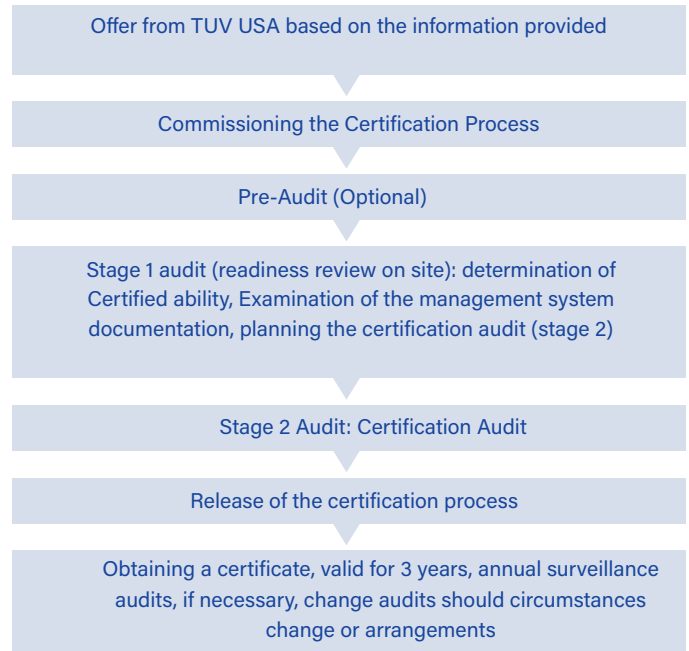 Offer from TUV USA based on the information provided
Commissioning the Certification Process
Pre-Audit (Optional)
Stage 1 audit (readiness review on site): determination of
Certified ability, Examination of the management system
documentation, planning the certification audit (stage 2)
Stage 2 Audit: Certification Audit
Release of the certification process
Obtaining a certificate, valid for 3 years, annual surveillance
audits, if necessary, change audits should circumstances
change or arrangements